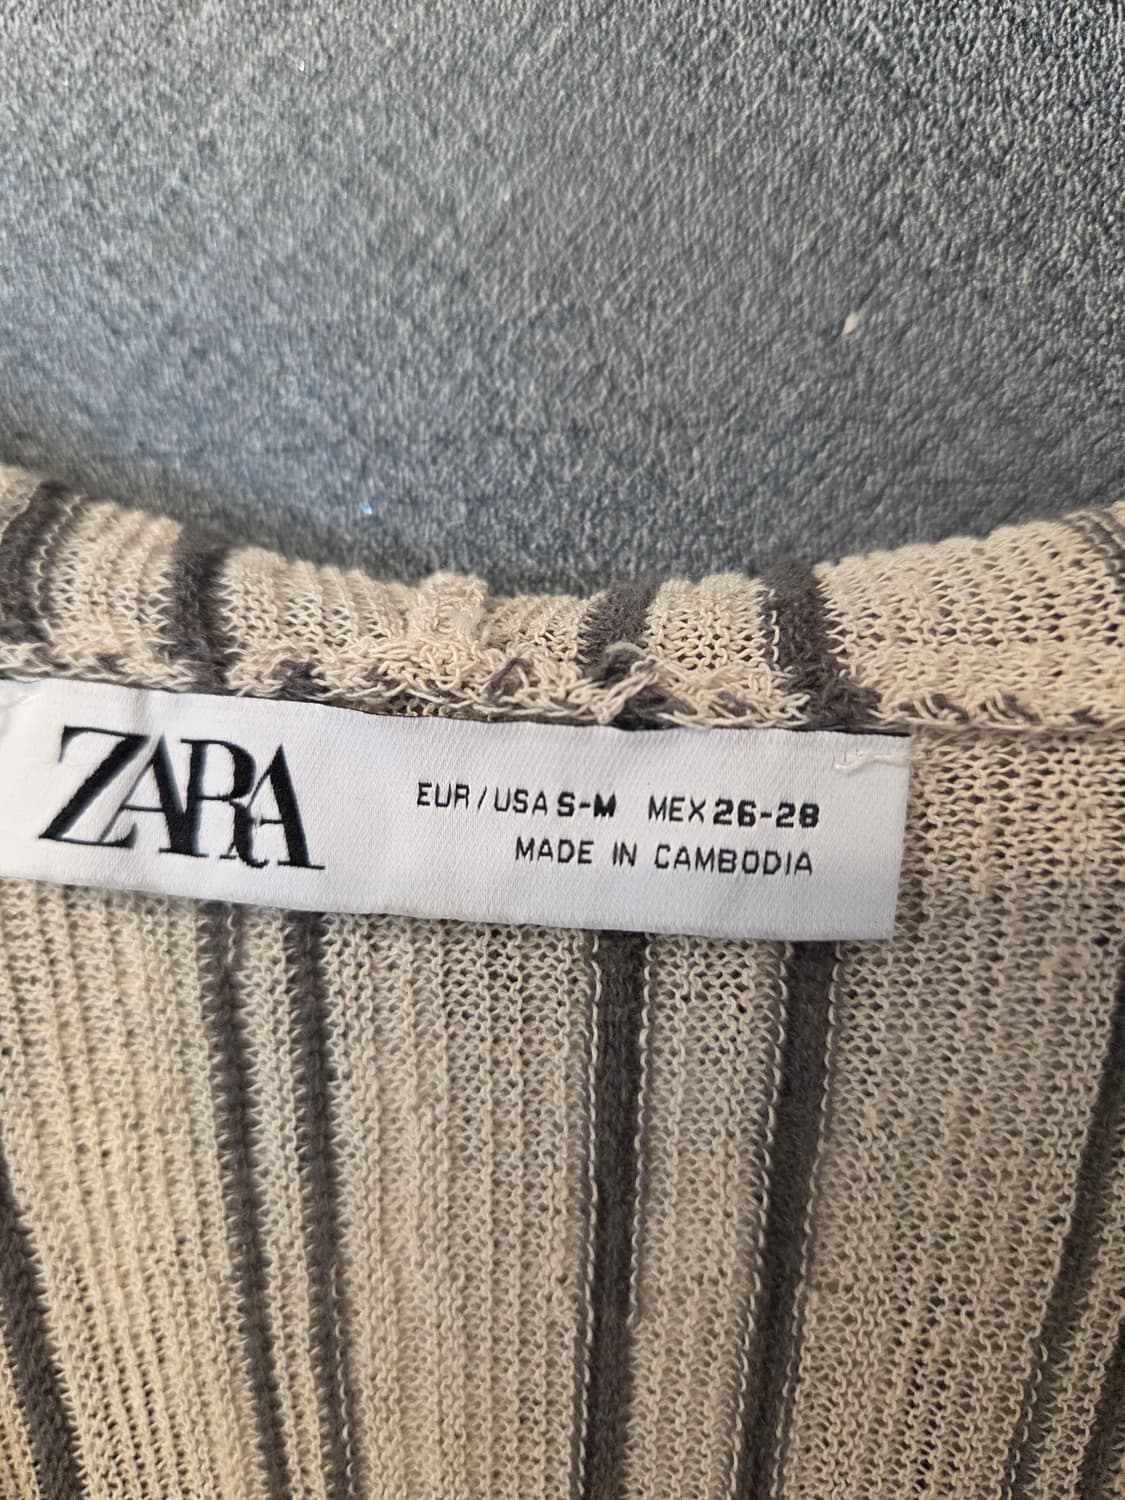 ZARA
EUR/USA S-M MEX 26-28
MADE IN CAMBODIA